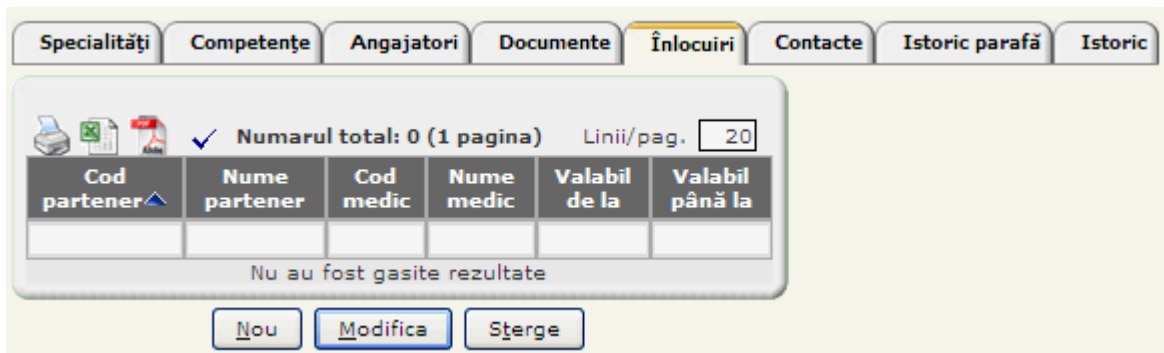 Specialități Competențe Angajatori Documente Înlocuiri Contacte Istoric parafă Istoric
Numarul total: 0 (1 pagina) Linii/pag. 20
Cod partener Nume partener Cod medic Nume medic Valabil de la Valabil până la
Nu au fost gasite rezultate
Nou Modifica Sterge